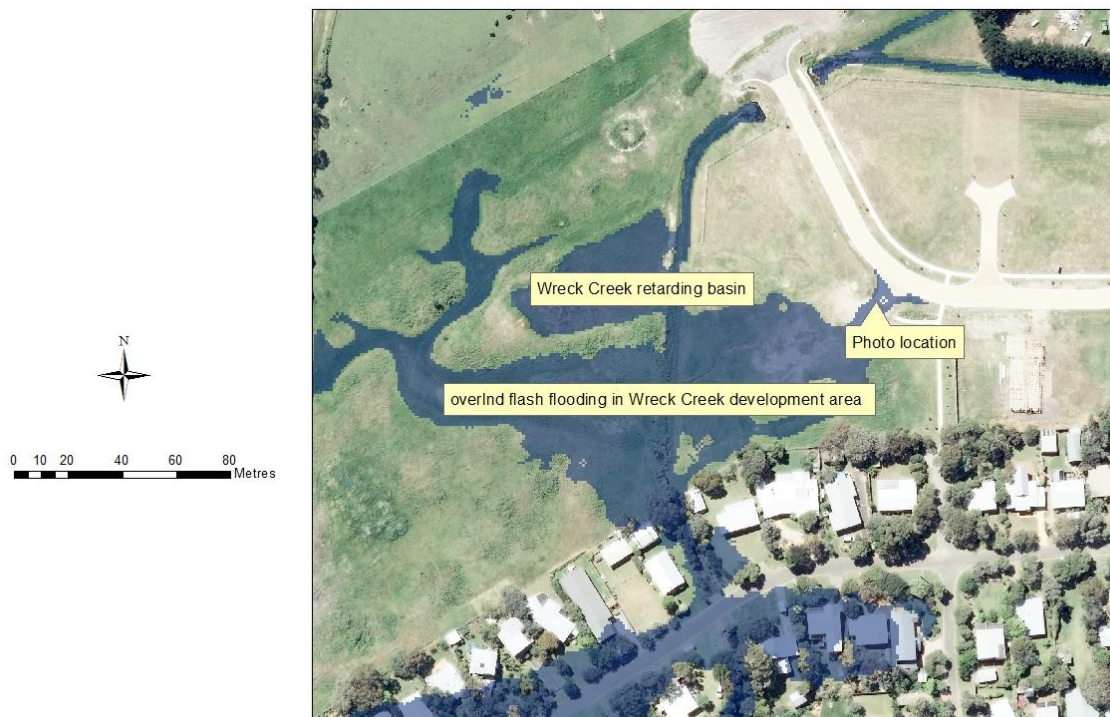 Wreck Creek retarding basin
Photo location
N
overlnd flash flooding in Wreck Creek development area
0 10 20 40 60 80
Metres